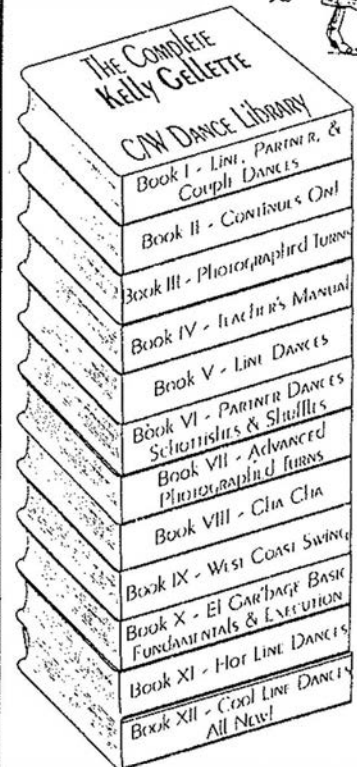 The Complete
Kelly Gellette
C/W Dance Library
Book I - Line, Partner, &
Couple Dances
Book II - Continues On!
Book III - Photographed Turns
Book IV - Teacher's Manual
Book V - Line Dances
Book VI - Partner Dances
Schottishes & Shuffles
Book VII - Advanced
Photographed Turns
Book VIII - Cha Cha
Book IX - West Coast Swing
Book X - El Gar'bage Basic
Fundamentals & Execution
Book XI - Hot Line Dances
Book XII - Cool Line Dances
All New!